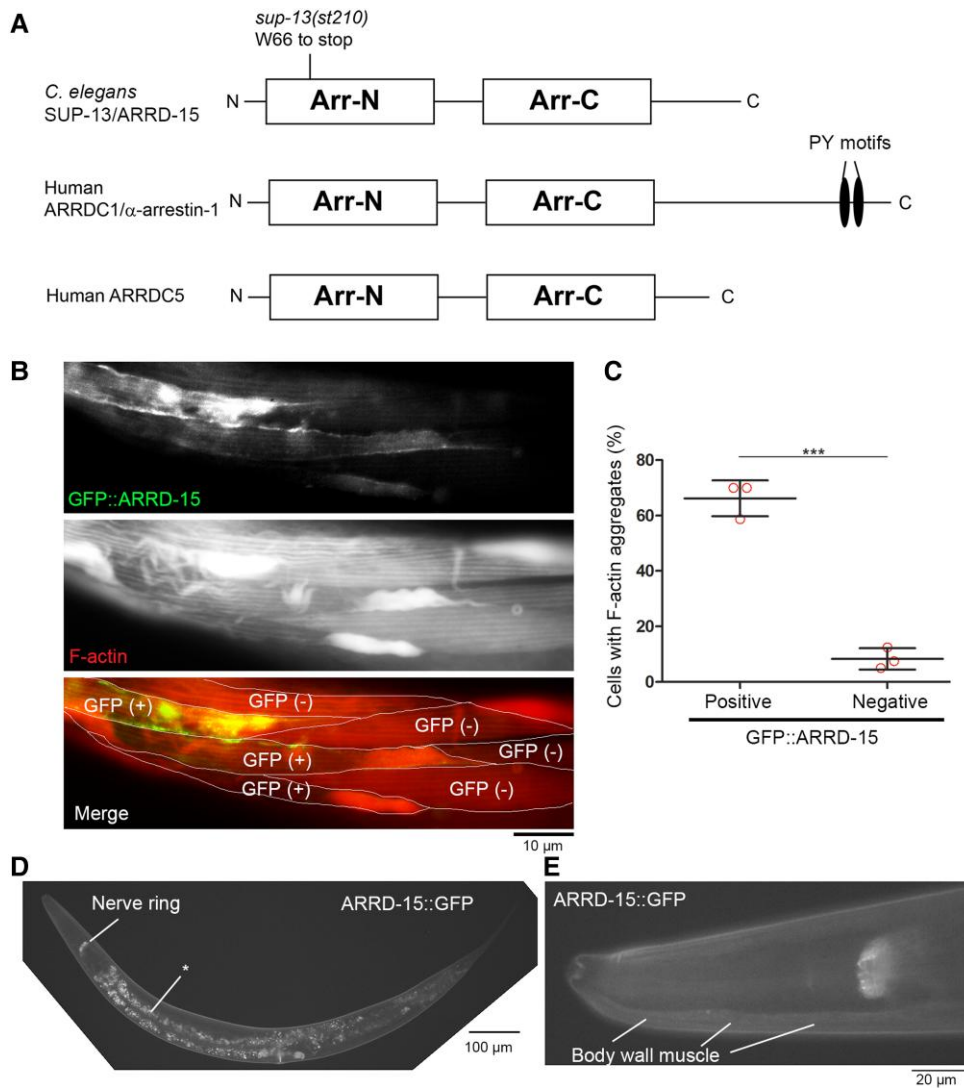 A
sup-13(st210)
W66 to stop
C. elegans
SUP-13/ARRD-15
N
Arr-N
Arr-C
C
PY motifs
Human
ARRDC1/α-arrestin-1
N
Arr-N
Arr-C
C
Human ARRDC5
N
Arr-N
Arr-C
C
B
GFP::ARRD-15
F-actin
GFP (+)
GFP (-)
GFP (-)
GFP (+)
GFP (-)
GFP (+)
GFP (-)
Merge
10 µm
C
Cells with F-actin aggregates (%)
80
60
40
20
0
***
Positive
Negative
GFP::ARRD-15
D
Nerve ring
*
ARRD-15::GFP
100 µm
E
ARRD-15::GFP
Body wall muscle
20 µm